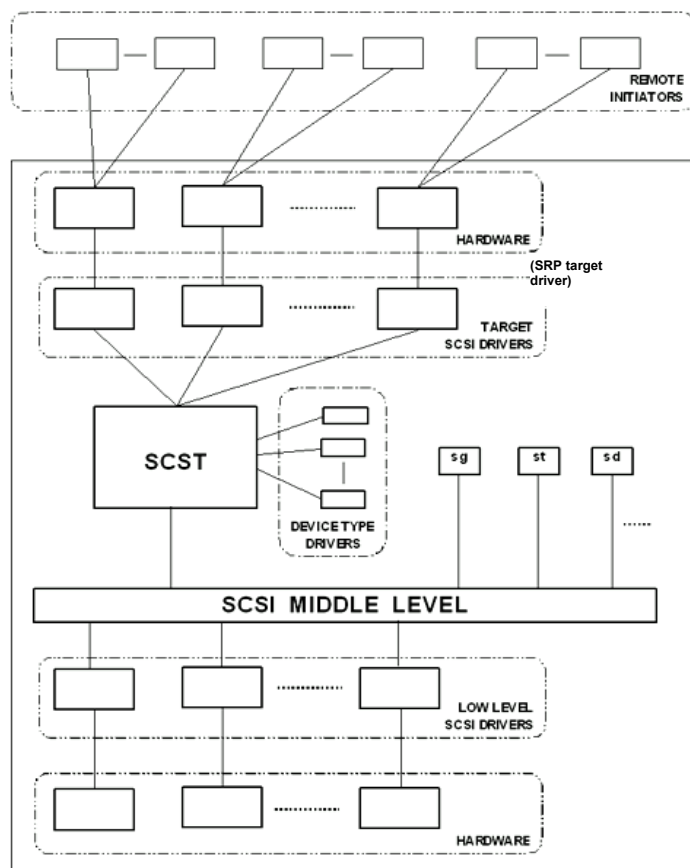 REMOTE
INITIATORS
HARDWARE
(SRP target
driver)
TARGET
SCSI DRIVERS
SCST
DEVICE TYPE
DRIVERS
sg
st
sd
SCSI MIDDLE LEVEL
LOW LEVEL
SCSI DRIVERS
HARDWARE